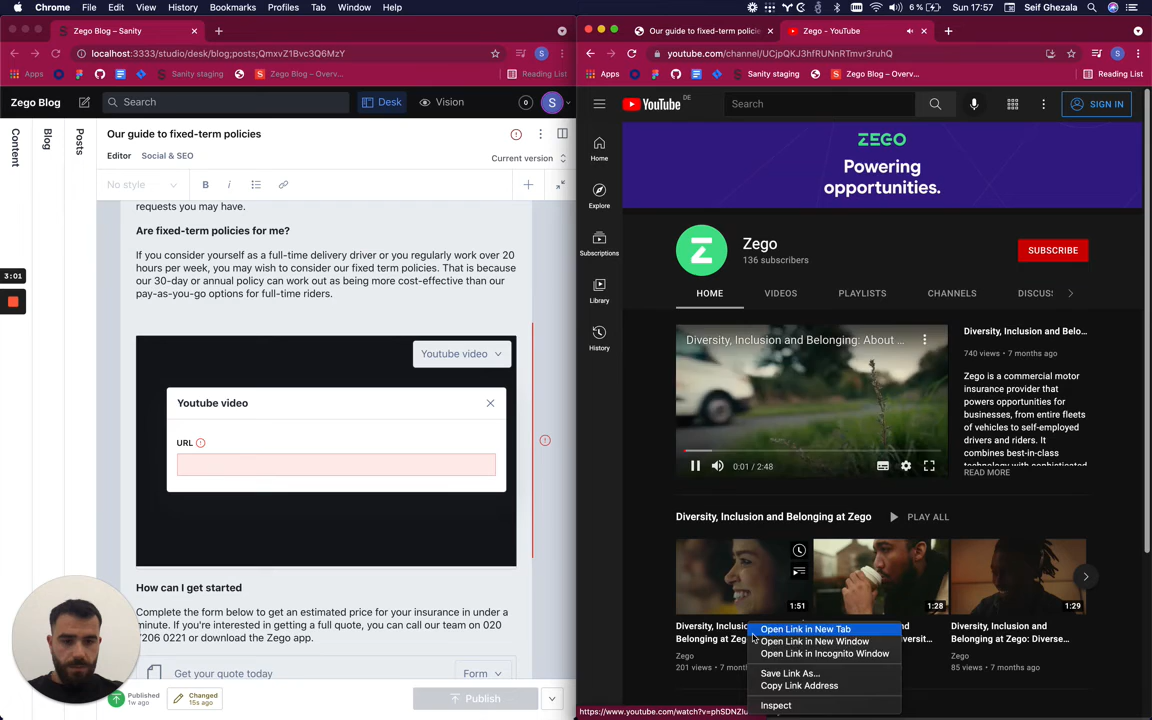 Chrome File Edit View History Bookmarks Profiles Tab Window Help
6 % Sun 17:57 Seif Ghezala
Zego Blog – Sanity
localhost:3333/studio/desk/blog;posts;QmxvZ1Bvc3Q6MzY
Apps Sanity staging Zego Blog – Overv... Reading List
Zego Blog Search Desk Vision 0 S
Content
Blog
Posts
Our guide to fixed-term policies
Editor Social & SEO Current version
No style B i
requests you may have.
Are fixed-term policies for me?
If you consider yourself as a full-time delivery driver or you regularly work over 20
hours per week, you may wish to consider our fixed term policies. That is because
our 30-day or annual policy can work out as being more cost-effective than our
pay-as-you-go options for full-time riders.
3:01
Youtube video
Youtube video
URL
How can I get started
Complete the form below to get an estimated price for your insurance in under a
minute. If you're interested in getting a full quote, you can call our team on 020
7206 0221 or download the Zego app.
Get your quote today Form
Published
1w ago
Changed
15s ago
Publish
Our guide to fixed-term policie
Zego - YouTube
youtube.com/channel/UCjpQKJ3hfRUNnRTmvr3ruhQ
Apps Sanity staging Zego Blog – Overv... Reading List
YouTube DE Search SIGN IN
Home
Explore
Subscriptions
Library
History
ZEGO
Powering
opportunities.
Zego
136 subscribers
SUBSCRIBE
HOME VIDEOS PLAYLISTS CHANNELS DISCUS
Diversity, Inclusion and Belonging: About ...
0:01 / 2:48
Diversity, Inclusion and Belo...
740 views • 7 months ago
Zego is a commercial motor
insurance provider that
powers opportunities for
businesses, from entire fleets
of vehicles to self-employed
drivers and riders. It
combines best-in-class
technology with sophisticated
READ MORE
Diversity, Inclusion and Belonging at Zego PLAY ALL
1:51
1:28
1:29
Diversity, Inclus
Belonging at Zeg
Zego
201 views • 7
Diversity, Inclusion and
Belonging at Zego: Diverse...
Zego
85 views • 7 months ago
Open Link in New Tab
Open Link in New Window
Open Link in Incognito Window
Save Link As...
Copy Link Address
Inspect